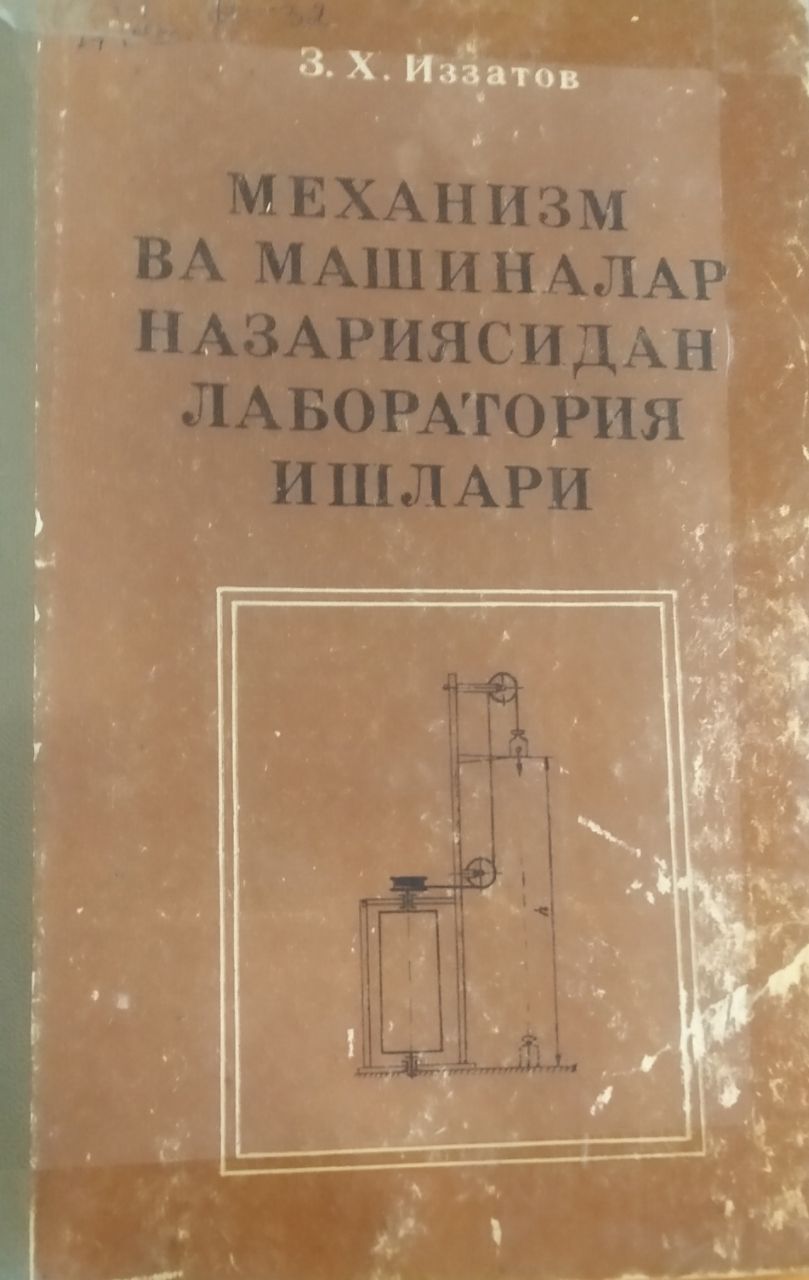 З. Х. Иззатов
МЕХАНИЗМ
ВА МАШИНАЛАР
НАЗАРИЯСИДАН
ЛАБОРАТОРИЯ
ИШЛАРИ